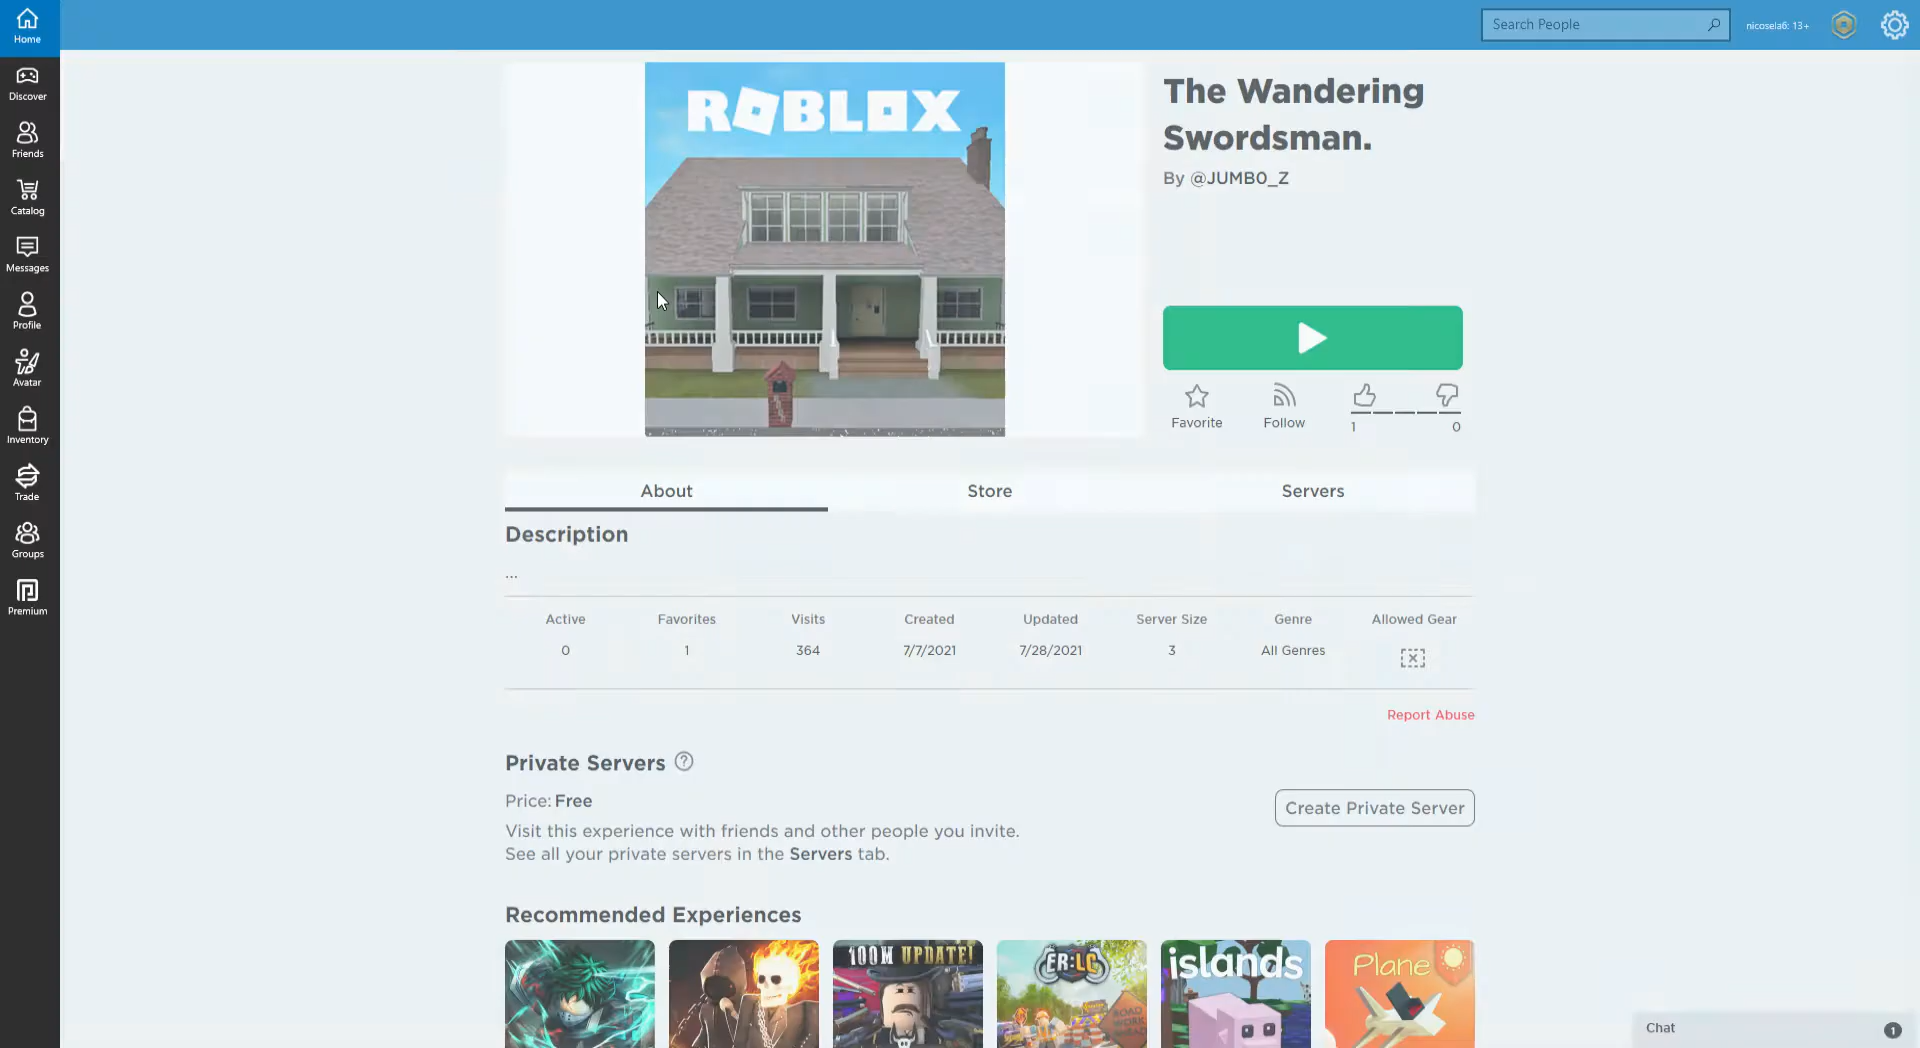 Home
Discover
Friends
Catalog
Messages
Profile
Avatar
Inventory
Trade
Groups
Premium
Search People
nicosela6: 13+
ROBLOX
The Wandering
Swordsman.
By @JUMB0_Z
Favorite
Follow
1
0
About
Store
Servers
Description
...
Active
Favorites
Visits
Created
Updated
Server Size
Genre
Allowed Gear
0
1
364
7/7/2021
7/28/2021
3
All Genres
Report Abuse
Private Servers
Price: Free
Create Private Server
Visit this experience with friends and other people you invite.
See all your private servers in the Servers tab.
Recommended Experiences
100M UPDATE!
ER:LC
ROAD
WORK
islands
Plane
Chat
1